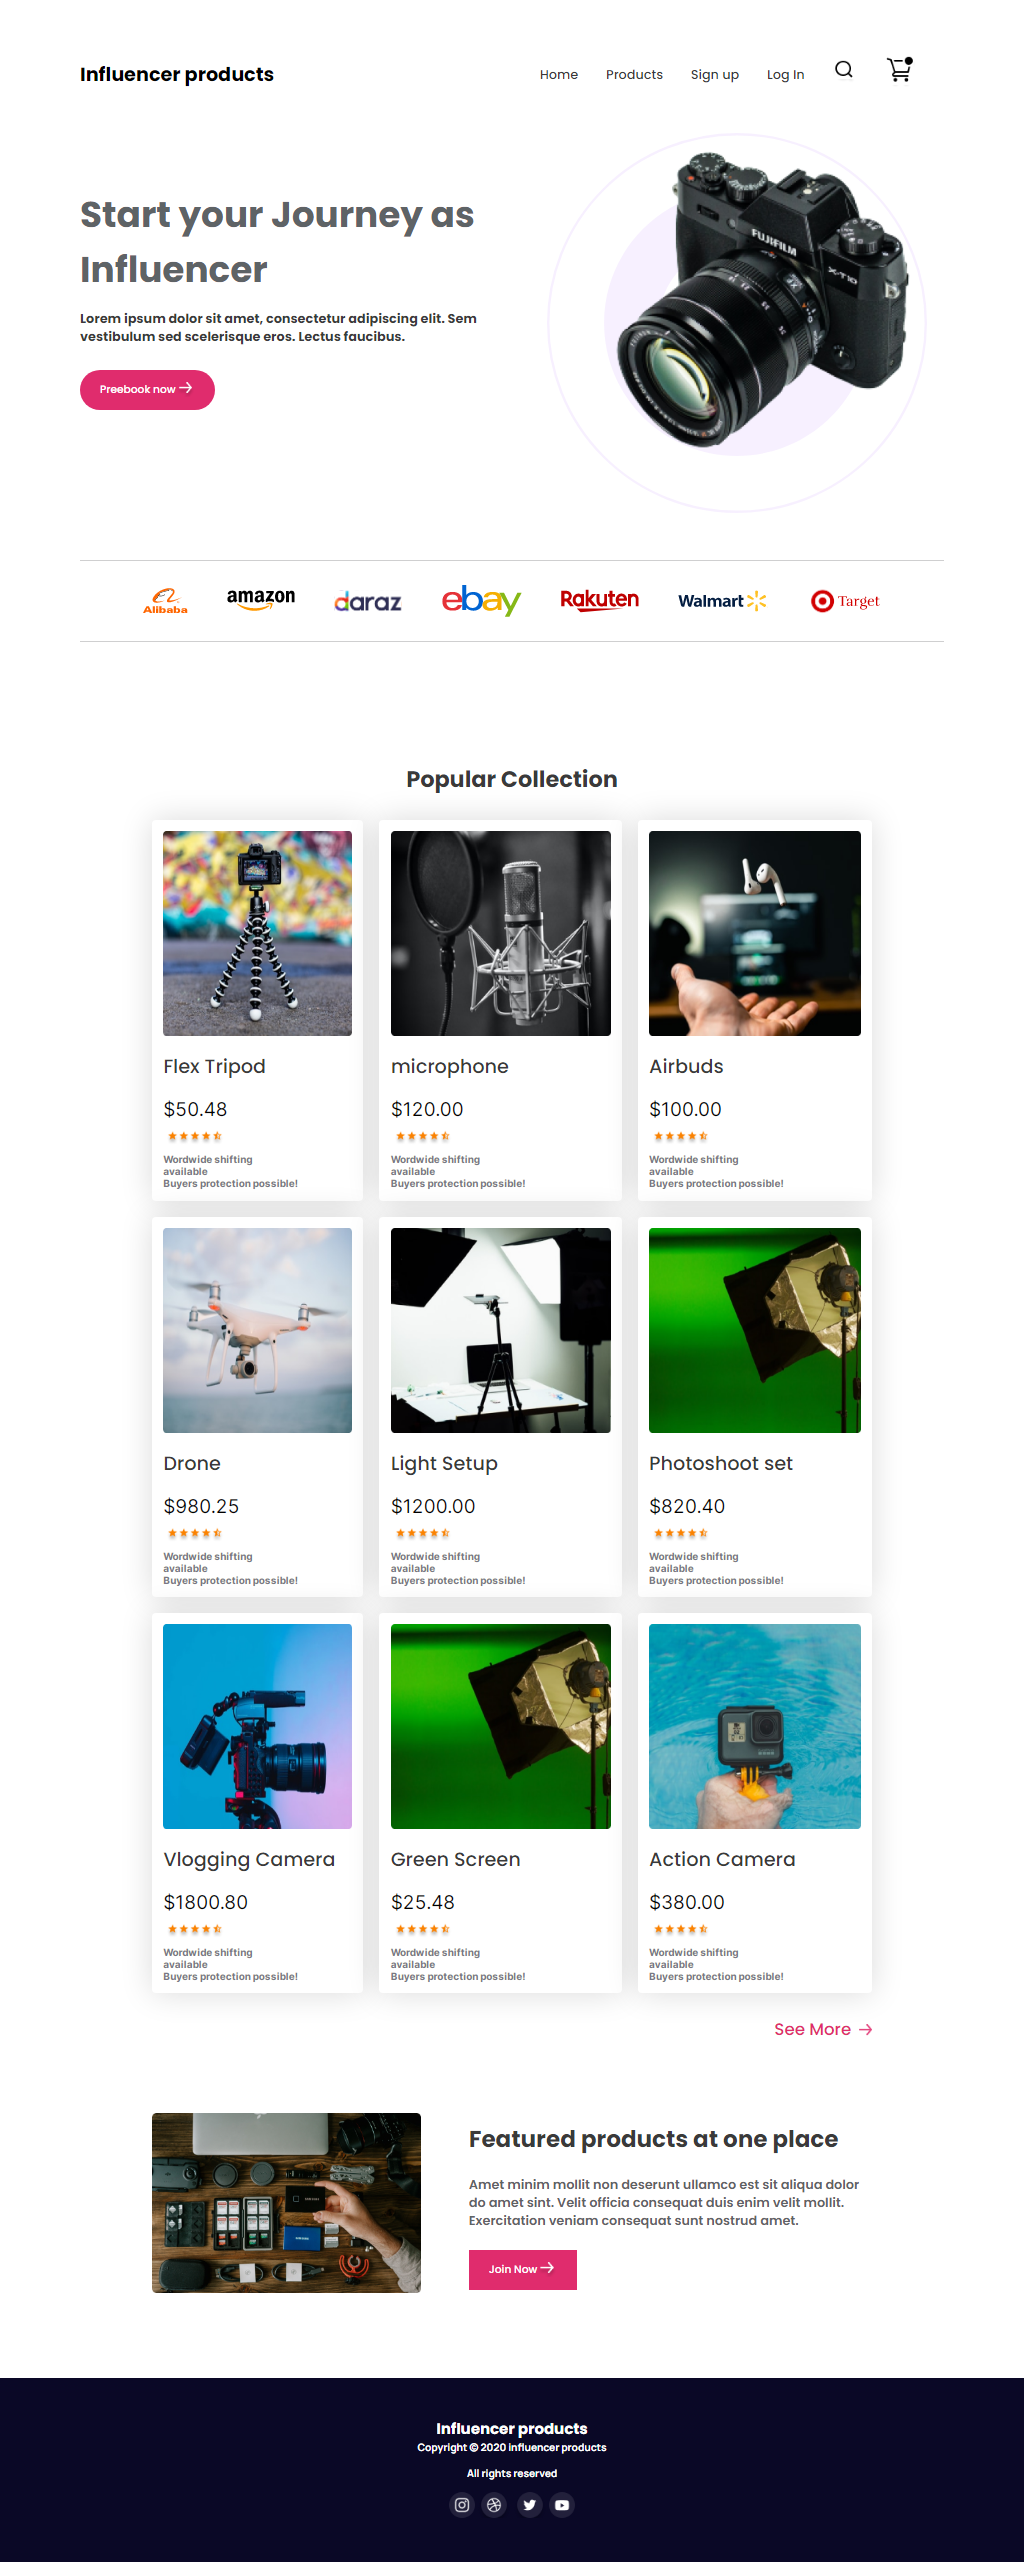 Influencer products
Home Products Sign up Log In
Start your Journey as
Influencer
Lorem ipsum dolor sit amet, consectetur adipiscing elit. Sem
vestibulum sed scelerisque eros. Lectus faucibus.
Preebook now
FUJIFILM
X-T10
Alibaba
amazon
daraz
ebay
Rakuten
Walmart
Target
Popular Collection
Flex Tripod
$50.48
Wordwide shifting
available
Buyers protection possible!
microphone
$120.00
Wordwide shifting
available
Buyers protection possible!
Airbuds
$100.00
Wordwide shifting
available
Buyers protection possible!
Drone
$980.25
Wordwide shifting
available
Buyers protection possible!
Light Setup
$1200.00
Wordwide shifting
available
Buyers protection possible!
Photoshoot set
$820.40
Wordwide shifting
available
Buyers protection possible!
Vlogging Camera
$1800.80
Wordwide shifting
available
Buyers protection possible!
Green Screen
$25.48
Wordwide shifting
available
Buyers protection possible!
Action Camera
$380.00
Wordwide shifting
available
Buyers protection possible!
See More
Featured products at one place
Amet minim mollit non deserunt ullamco est sit aliqua dolor
do amet sint. Velit officia consequat duis enim velit mollit.
Exercitation veniam consequat sunt nostrud amet.
Join Now
Influencer products
Copyright © 2020 influencer products
All rights reserved